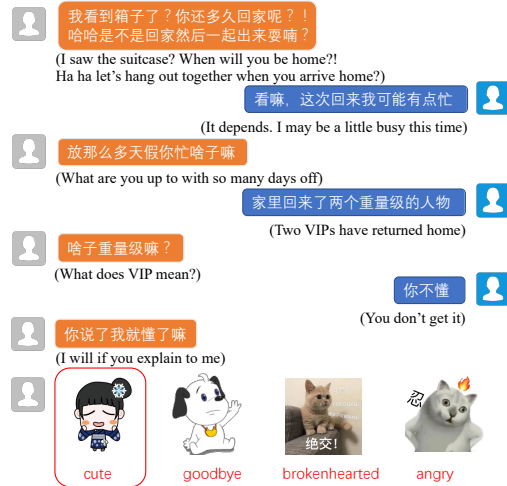 我看到箱子了？你还多久回家呢？！
哈哈是不是回家然后一起出来耍喃？
(I saw the suitcase? When will you be home?!
Ha ha let's hang out together when you arrive home?)
看嘛，这次回来我可能有点忙
(It depends. I may be a little busy this time)
放那么多天假你忙啥子嘛
(What are you up to with so many days off)
家里回来了两个重量级的人物
(Two VIPs have returned home)
啥子重量级嘛？
(What does VIP mean?)
你不懂
(You don't get it)
你说了我就懂了嘛
(I will if you explain to me)
绝交！
忍
cute goodbye brokenhearted angry